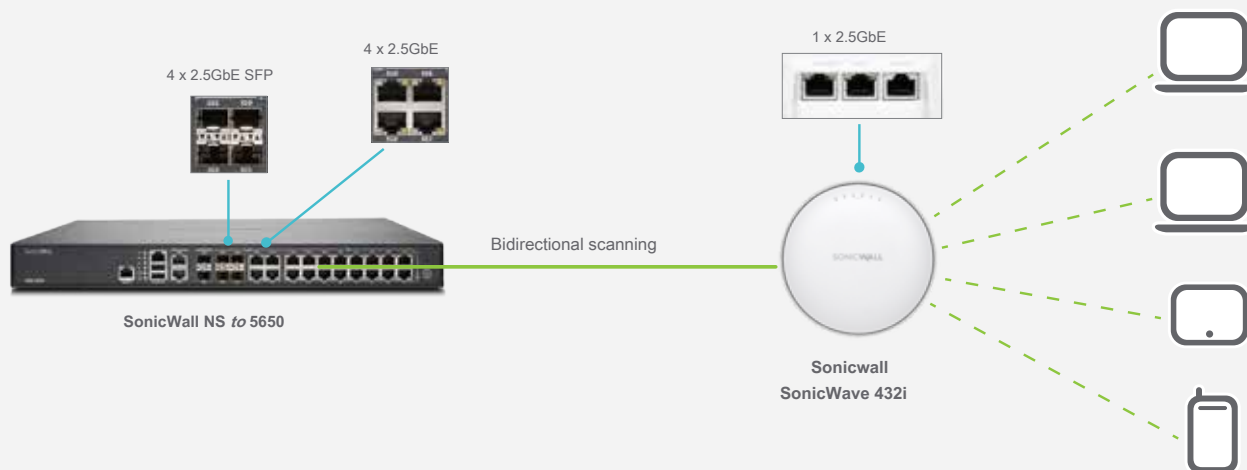 4 x 2.5GbE SFP
4 x 2.5GbE
1 x 2.5GbE
Bidirectional scanning
SONICWALL
SonicWall NS to 5650
Sonicwall
SonicWave 432i